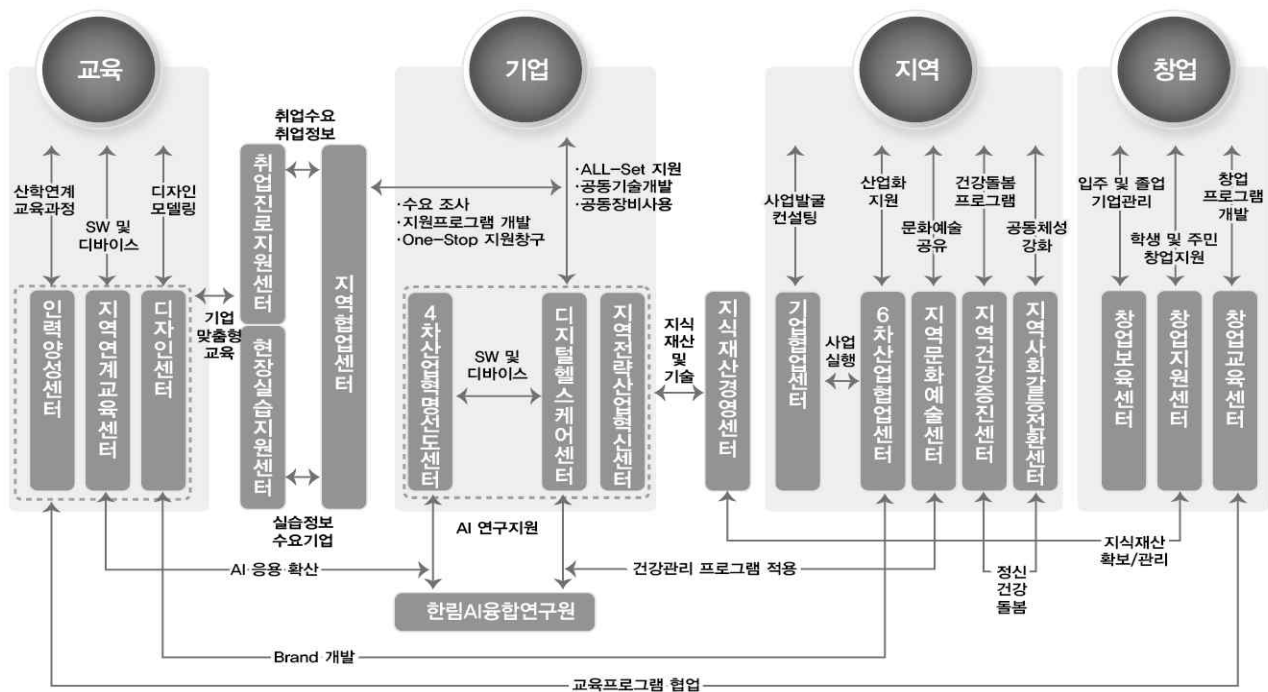 교육
기업
지역
창업
산학연계
교육과정
SW 및
디바이스
디자인
모델링
취업수요
취업정보
·수요 조사
·지원프로그램 개발
·One-Stop 지원창구
·ALL-Set 지원
·공동기술개발
·공동장비사용
사업발굴
컨설팅
산업화
지원
문화예술
공유
건강돌봄
프로그램
공동체성
강화
입주 및 졸업
기업관리
학생 및 주민
창업지원
창업
프로그램
개발
인력양성센터
지역연계교육센터
디자인센터
기업
맞춤형
교육
취업진로지원센터
현장실습지원센터
지역협업센터
4차산업혁명선도센터
SW 및
디바이스
디지털헬스케어센터
지역전략산업혁신센터
지식
재산
및
기술
지식재산경영센터
기업협업센터
사업
실행
6차산업협업센터
지역문화예술센터
지역건강증진센터
지역사회갈등전환센터
창업보육센터
창업지원센터
창업교육센터
실습정보
수요기업
AI 연구지원
AI 응용 확산
건강관리 프로그램 적용
정신
건강
돌봄
지식재산
확보/관리
한림AI융합연구원
Brand 개발
교육프로그램 협업